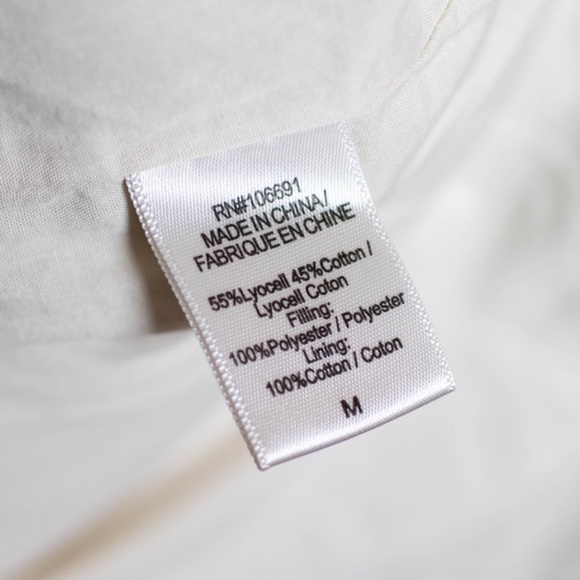 RN#106691
MADE IN CHINA/
FABRIQUE EN CHINE
55%Lyocell 45%Cotton /
Lyocell Coton
Filling:
100%Polyester / Polyester
Lining:
100%Cotton / Coton
M